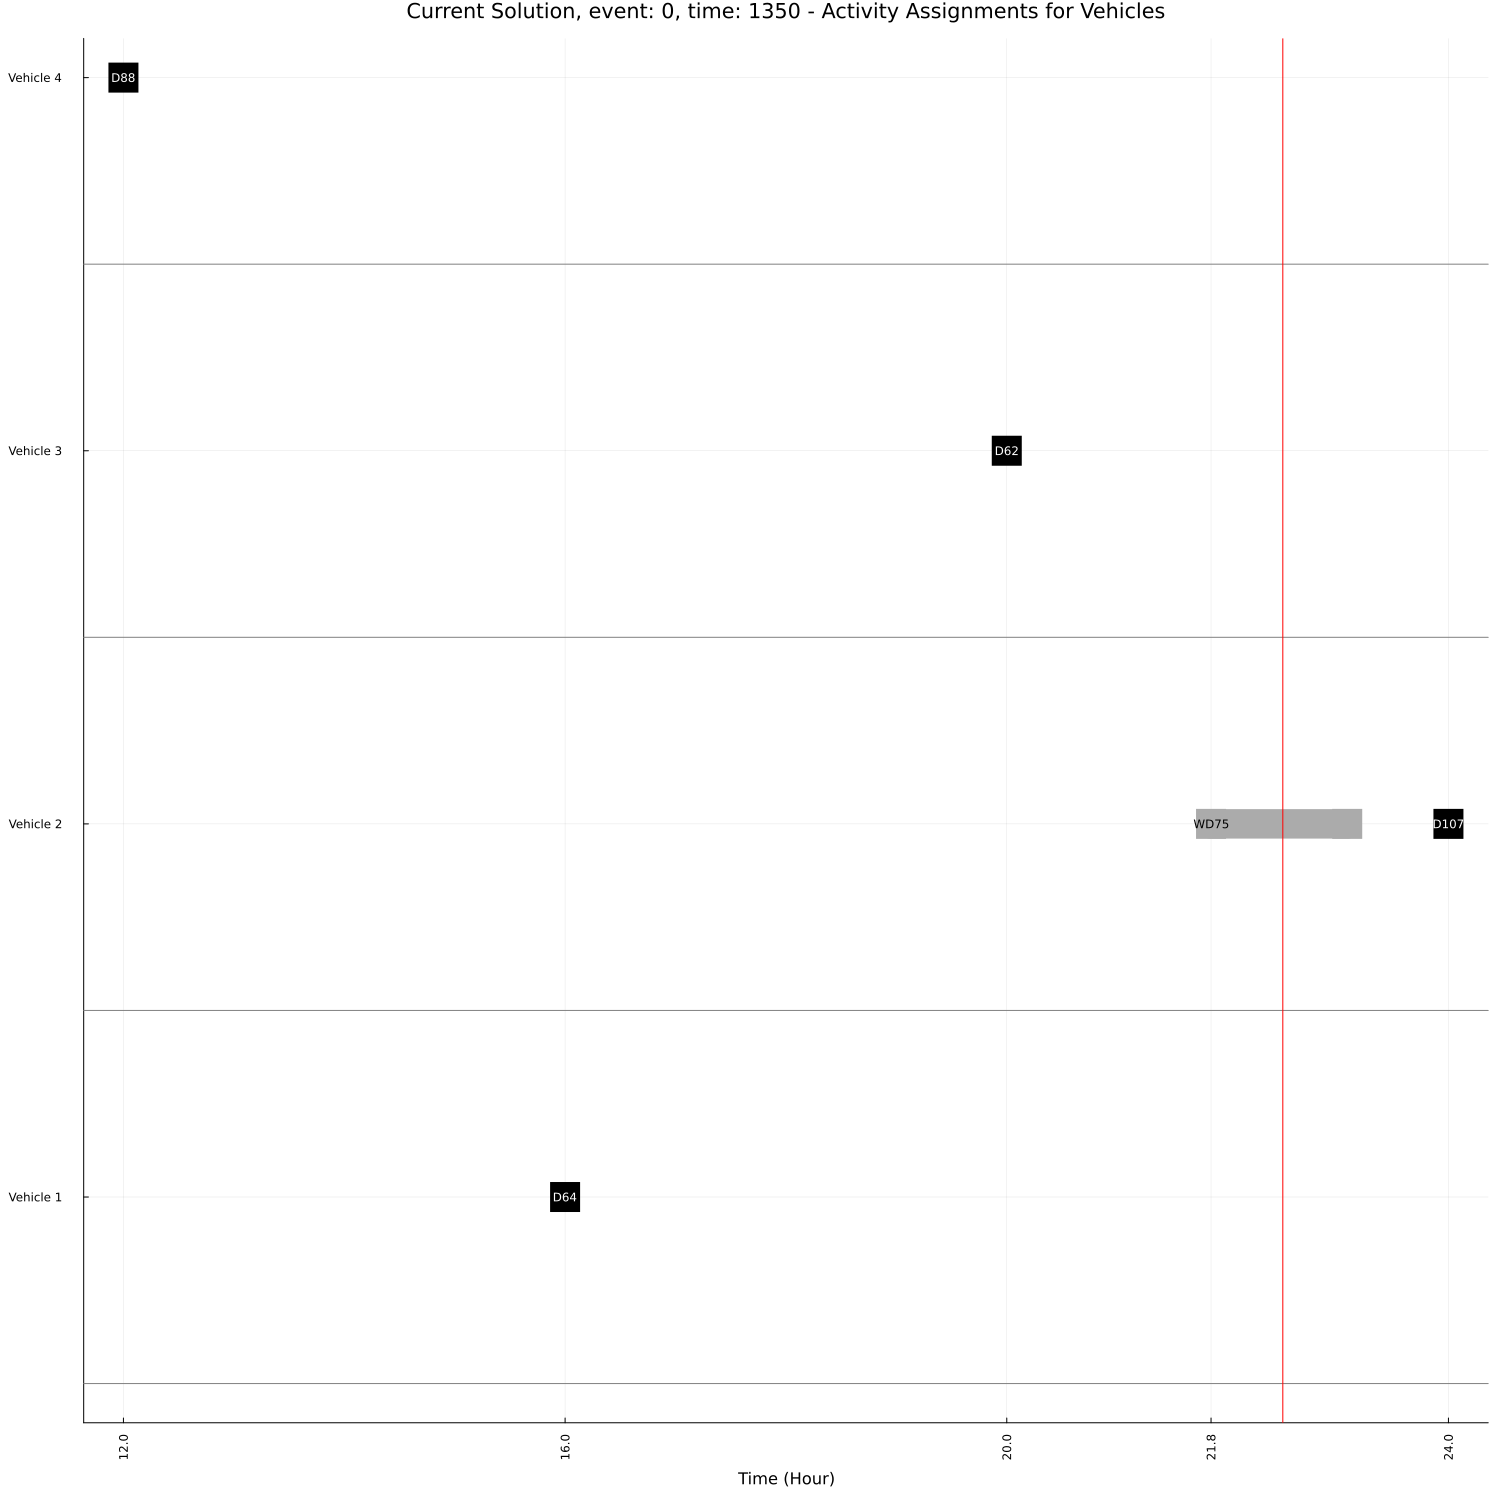 Current Solution, event: 0, time: 1350 - Activity Assignments for Vehicles
Vehicle 4
D88
Vehicle 3
D62
Vehicle 2
WD75
D107
Vehicle 1
D64
12.0
16.0
20.0
21.8
24.0
Time (Hour)